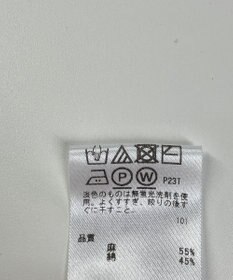 P W P23T
淡色のものは無蛍光洗剤を使
用。よくすすぎ、絞りの後す
ぐに干すこと。
101
品質
麻 55%
綿 45%